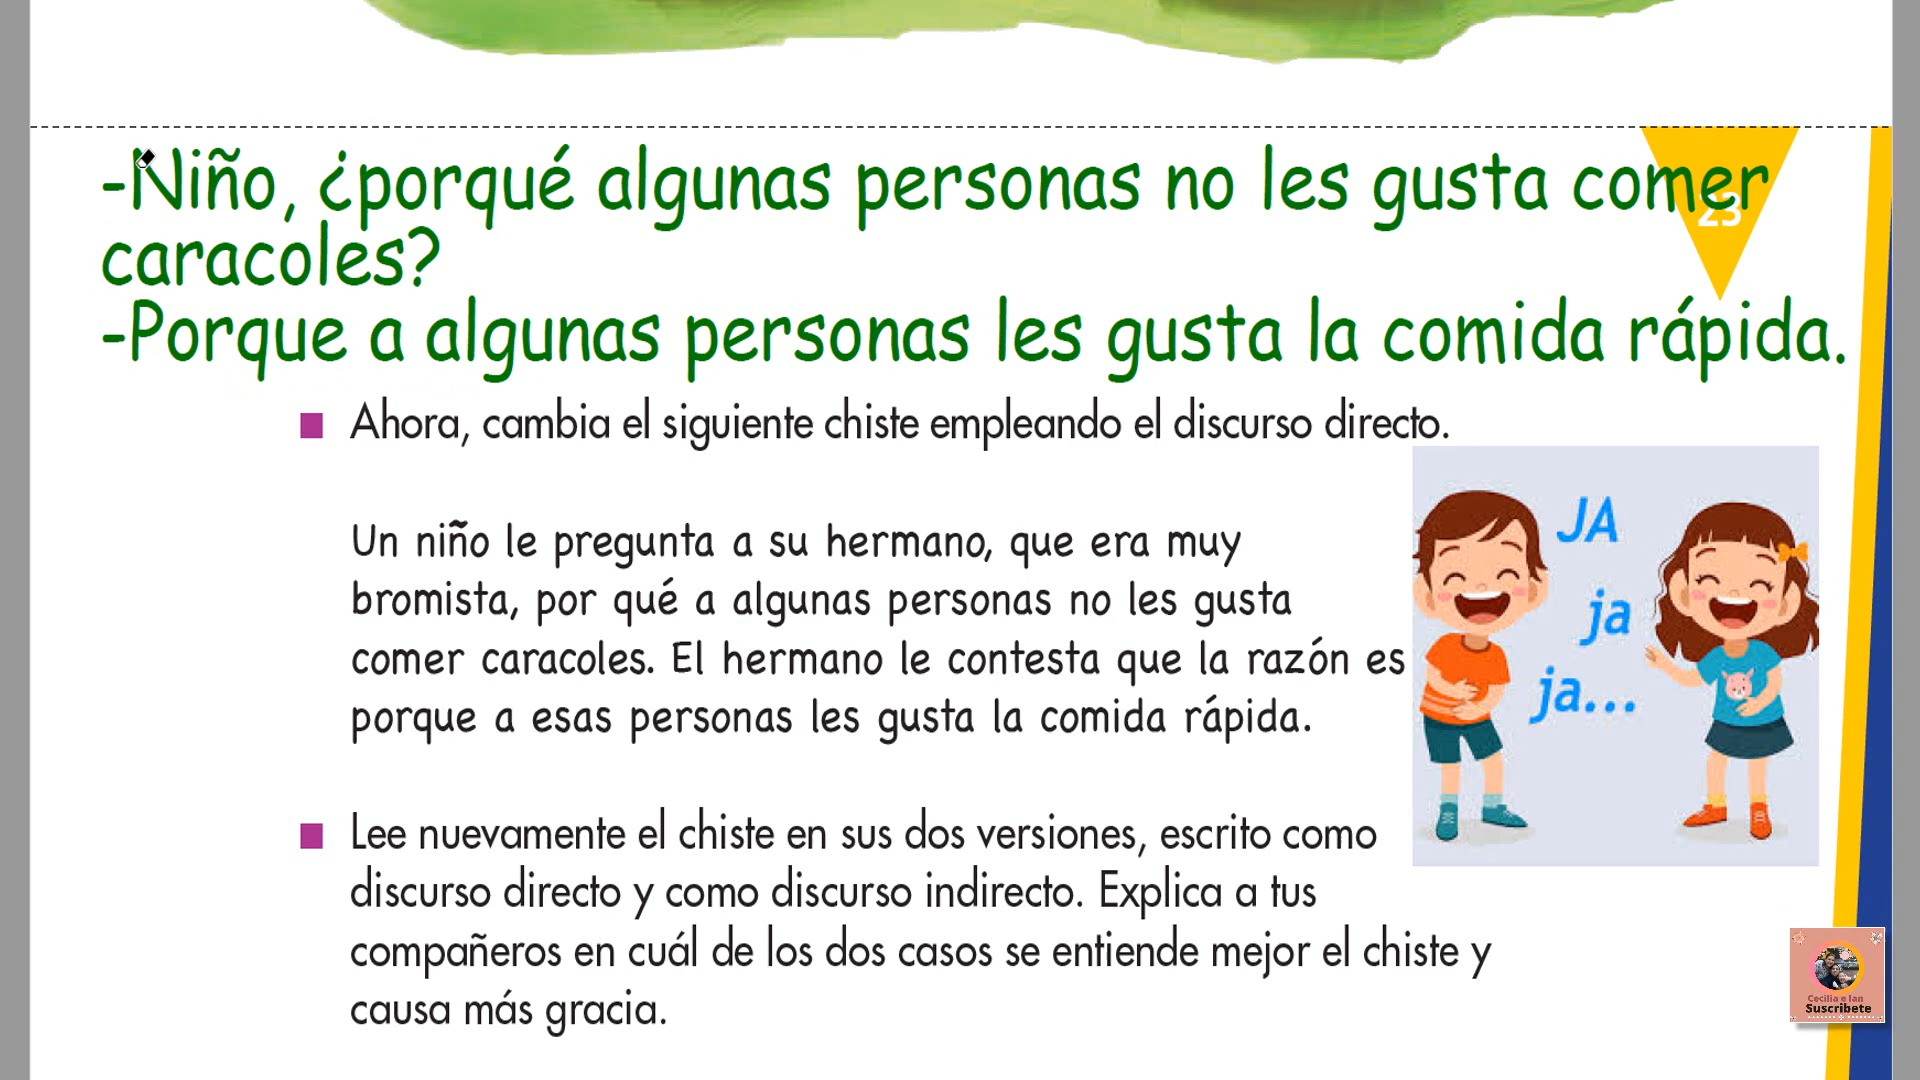 -Niño, ¿porqué algunas personas no les gusta comer
23
caracoles?
-Porque a algunas personas les gusta la comida rápida.
Ahora, cambia el siguiente chiste empleando el discurso directo.
Un niño le pregunta a su hermano, que era muy
bromista, por qué a algunas personas no les gusta
comer caracoles. El hermano le contesta que la razón es
porque a esas personas les gusta la comida rápida.
JA
ja
ja...
Lee nuevamente el chiste en sus dos versiones, escrito como
discurso directo y como discurso indirecto. Explica a tus
compañeros en cuál de los dos casos se entiende mejor el chiste y
causa más gracia.
Cecilia e Ian
Suscribete